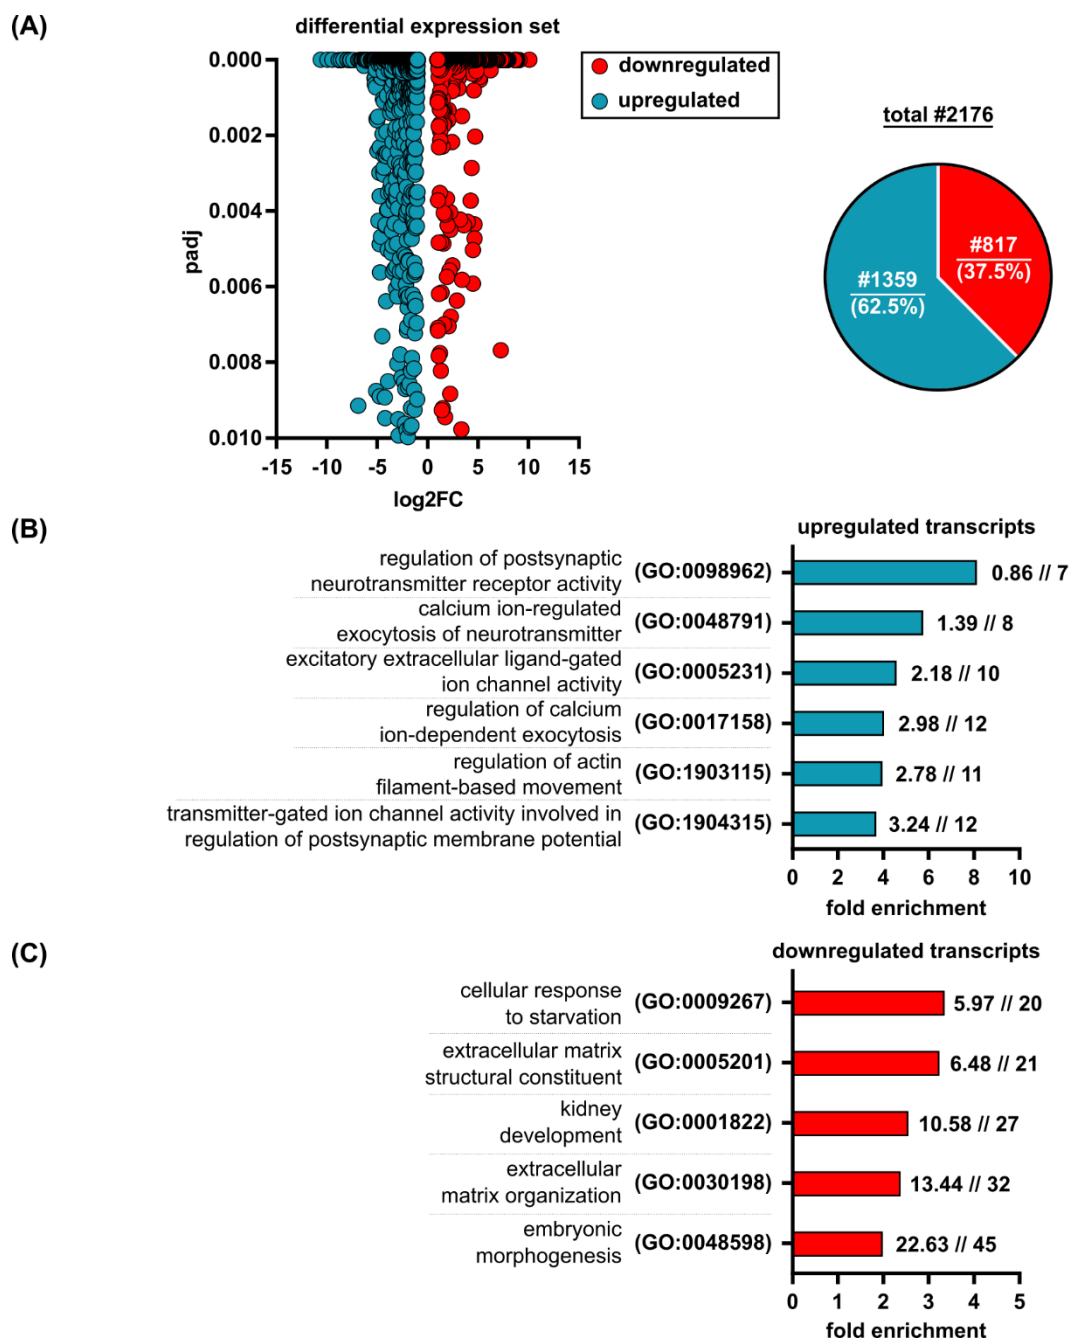 (A)
differential expression set
0.000
0.002
0.004
0.006
0.008
0.010
padj
-15 -10 -5 0 5 10 15
log2FC
downregulated
upregulated
total #2176
#817
(37.5%)
#1359
(62.5%)
(B)
upregulated transcripts
regulation of postsynaptic
neurotransmitter receptor activity
(GO:0098962)
0.86 // 7
calcium ion-regulated
exocytosis of neurotransmitter
(GO:0048791)
1.39 // 8
excitatory extracellular ligand-gated
ion channel activity
(GO:0005231)
2.18 // 10
regulation of calcium
ion-dependent exocytosis
(GO:0017158)
2.98 // 12
regulation of actin
filament-based movement
(GO:1903115)
2.78 // 11
transmitter-gated ion channel activity involved in
regulation of postsynaptic membrane potential
(GO:1904315)
3.24 // 12
0 2 4 6 8 10
fold enrichment
(C)
downregulated transcripts
cellular response
to starvation
(GO:0009267)
5.97 // 20
extracellular matrix
structural constituent
(GO:0005201)
6.48 // 21
kidney
development
(GO:0001822)
10.58 // 27
extracellular
matrix organization
(GO:0030198)
13.44 // 32
embryonic
morphogenesis
(GO:0048598)
22.63 // 45
0 1 2 3 4 5
fold enrichment